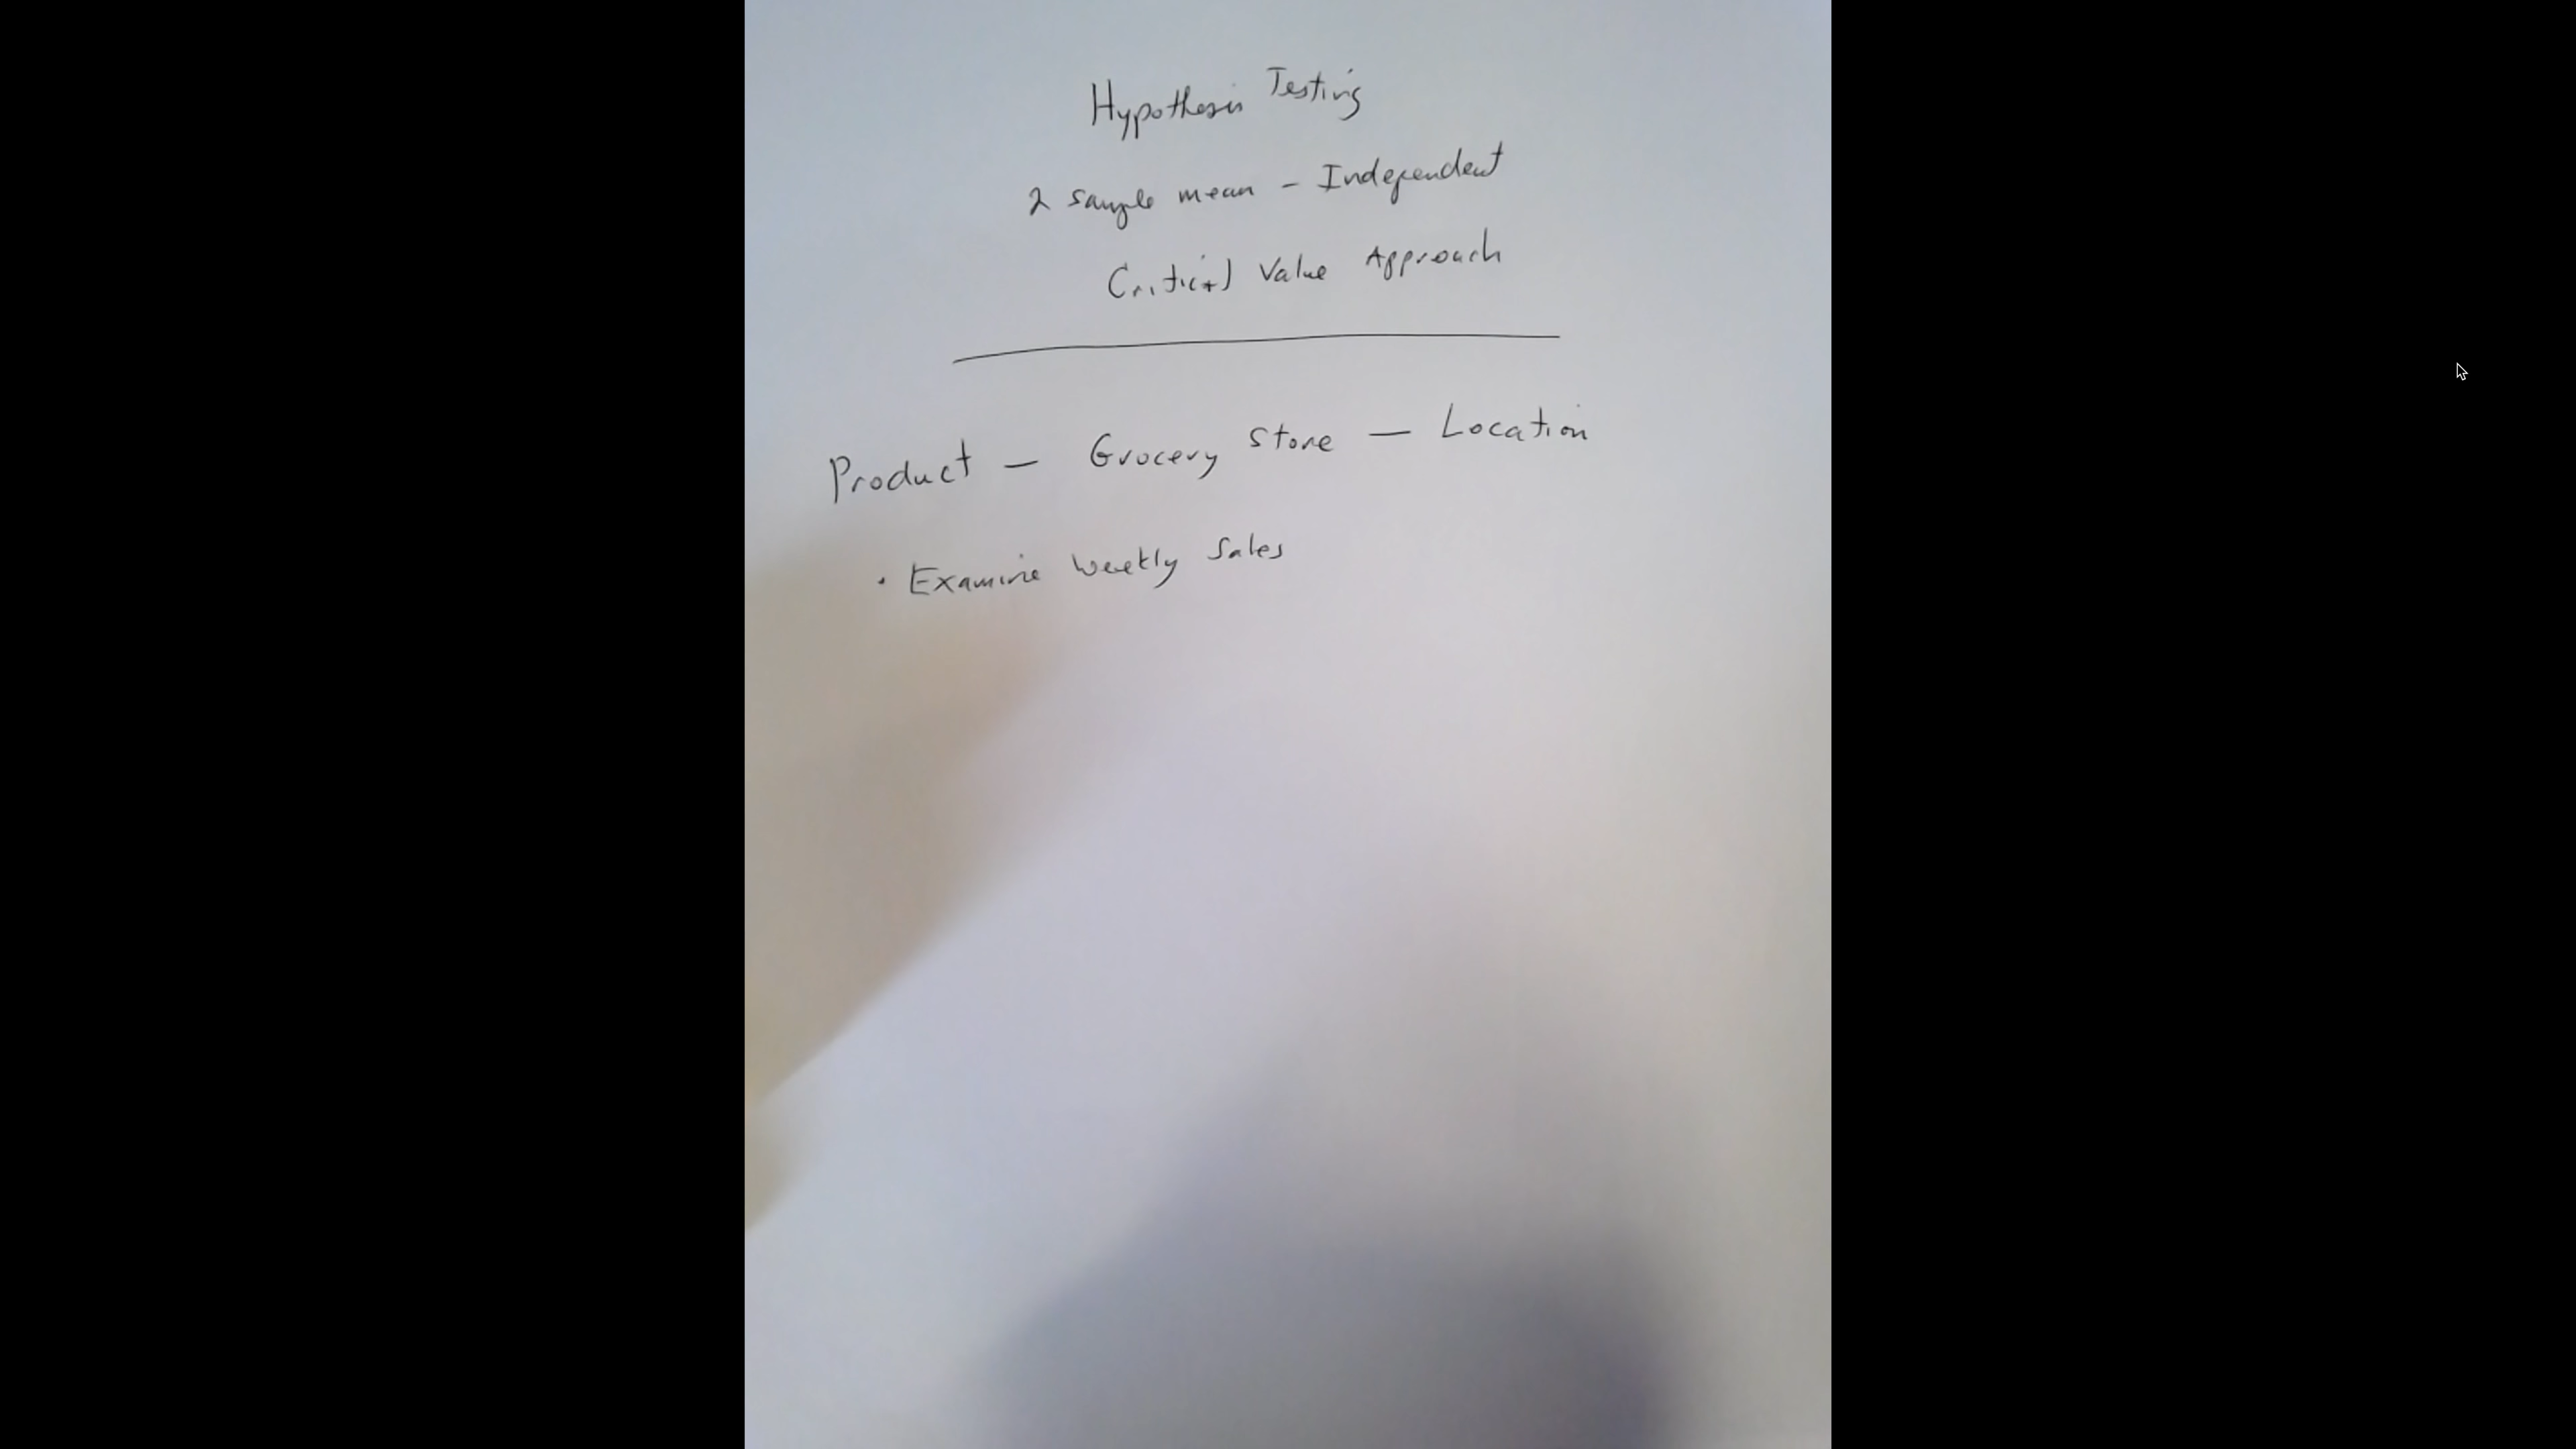 Hypothesis Testing
2 sample mean - Independent
Critical Value Approach
Product — Grocery Store — Location
• Examine Weekly Sales